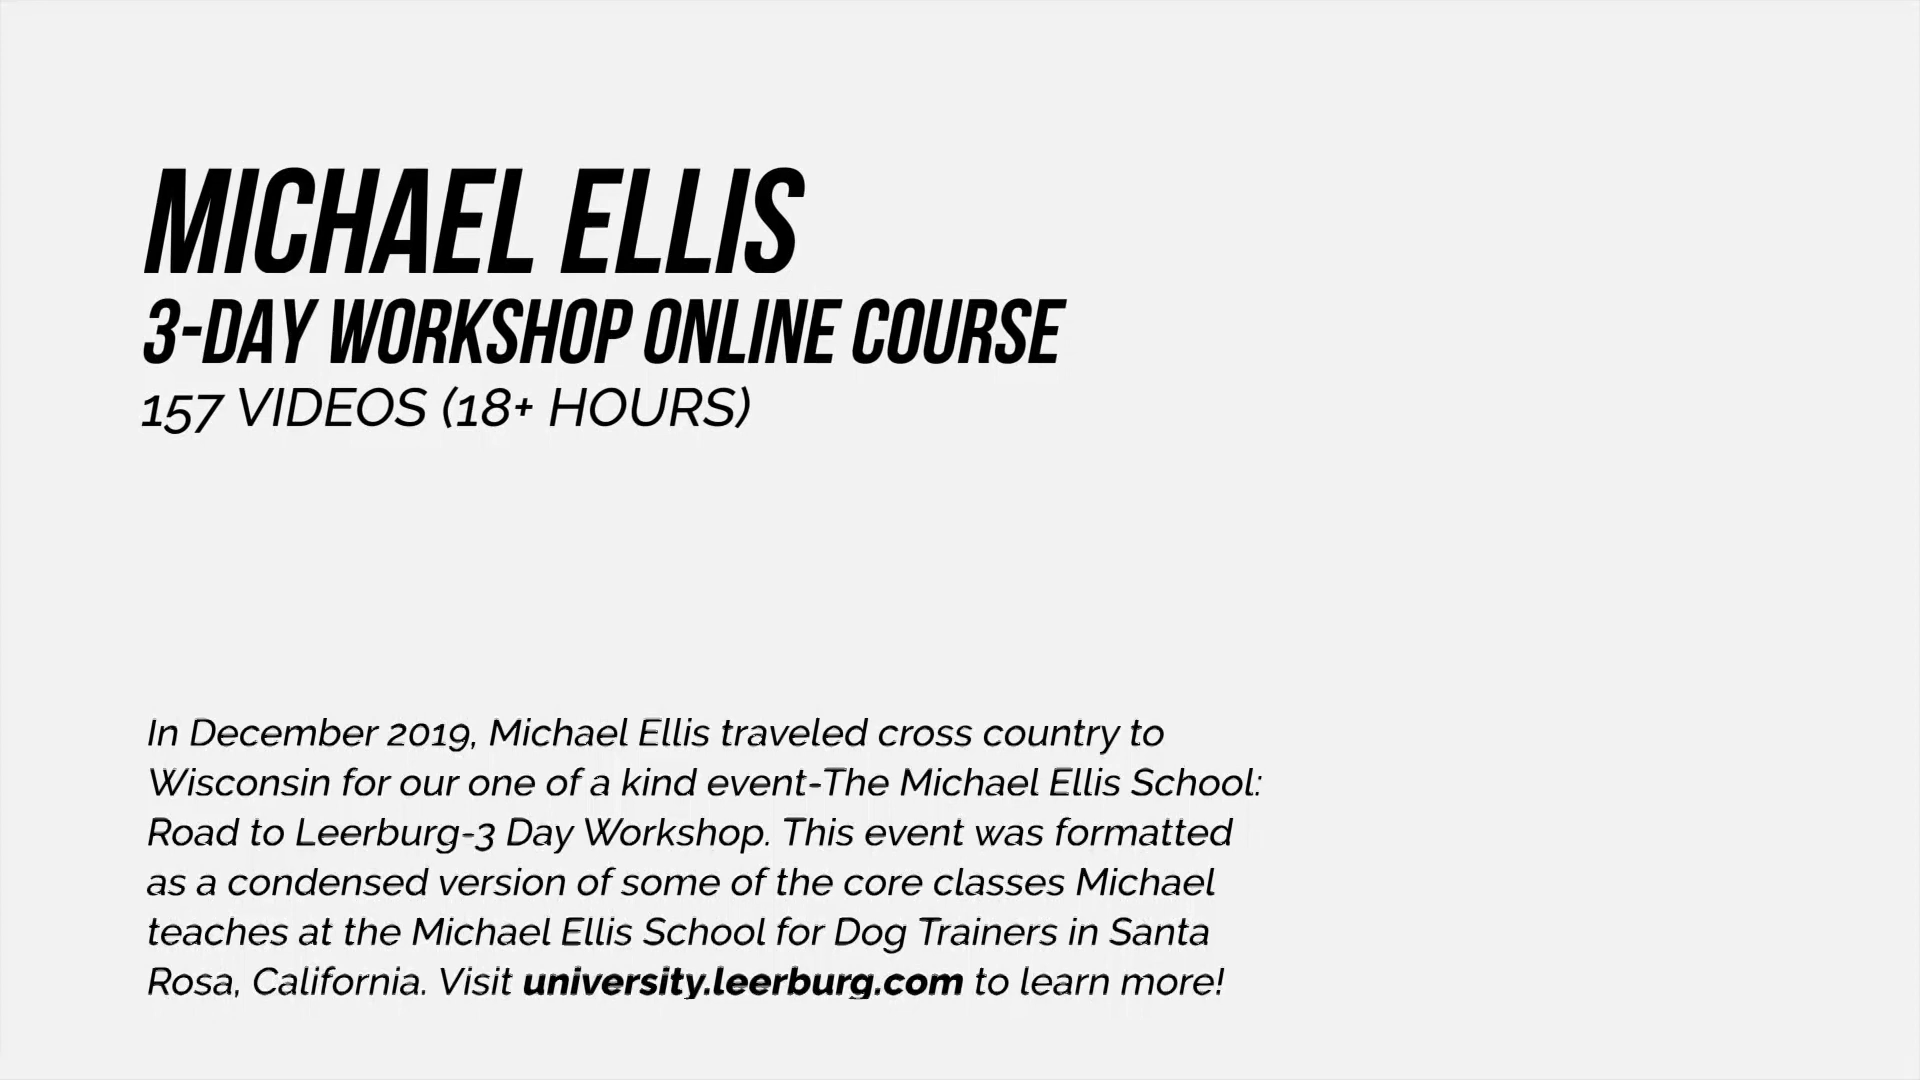 MICHAEL ELLIS
3-DAY WORKSHOP ONLINE COURSE
157 VIDEOS (18+ HOURS)
In December 2019, Michael Ellis traveled cross country to
Wisconsin for our one of a kind event-The Michael Ellis School:
Road to Leerburg-3 Day Workshop. This event was formatted
as a condensed version of some of the core classes Michael
teaches at the Michael Ellis School for Dog Trainers in Santa
Rosa, California. Visit university.leerburg.com to learn more!